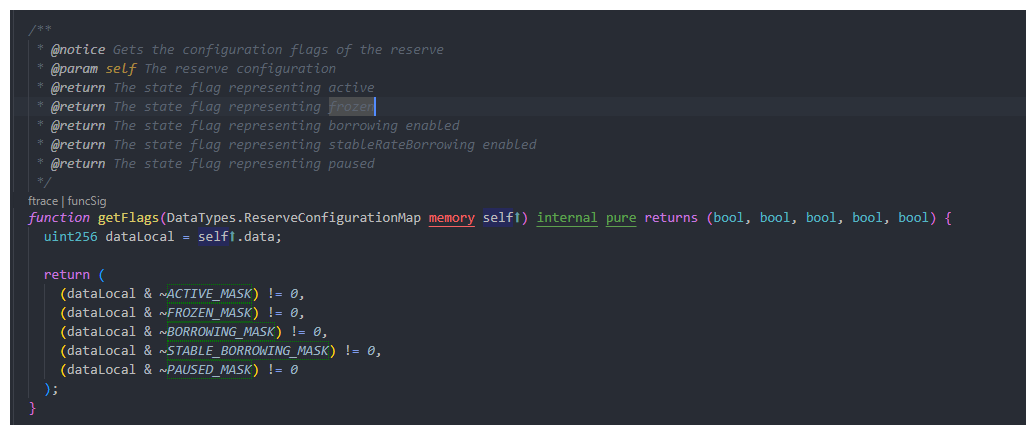 /**
* @notice Gets the configuration flags of the reserve
* @param self The reserve configuration
* @return The state flag representing active
* @return The state flag representing frozen
* @return The state flag representing borrowing enabled
* @return The state flag representing stableRateBorrowing enabled
* @return The state flag representing paused
*/
ftrace | funcSig
function getFlags(DataTypes.ReserveConfigurationMap memory self↑) internal pure returns (bool, bool, bool, bool, bool) {
uint256 dataLocal = self↑.data;
return (
(dataLocal & ~ACTIVE_MASK) != 0,
(dataLocal & ~FROZEN_MASK) != 0,
(dataLocal & ~BORROWING_MASK) != 0,
(dataLocal & ~STABLE_BORROWING_MASK) != 0,
(dataLocal & ~PAUSED_MASK) != 0
);
}